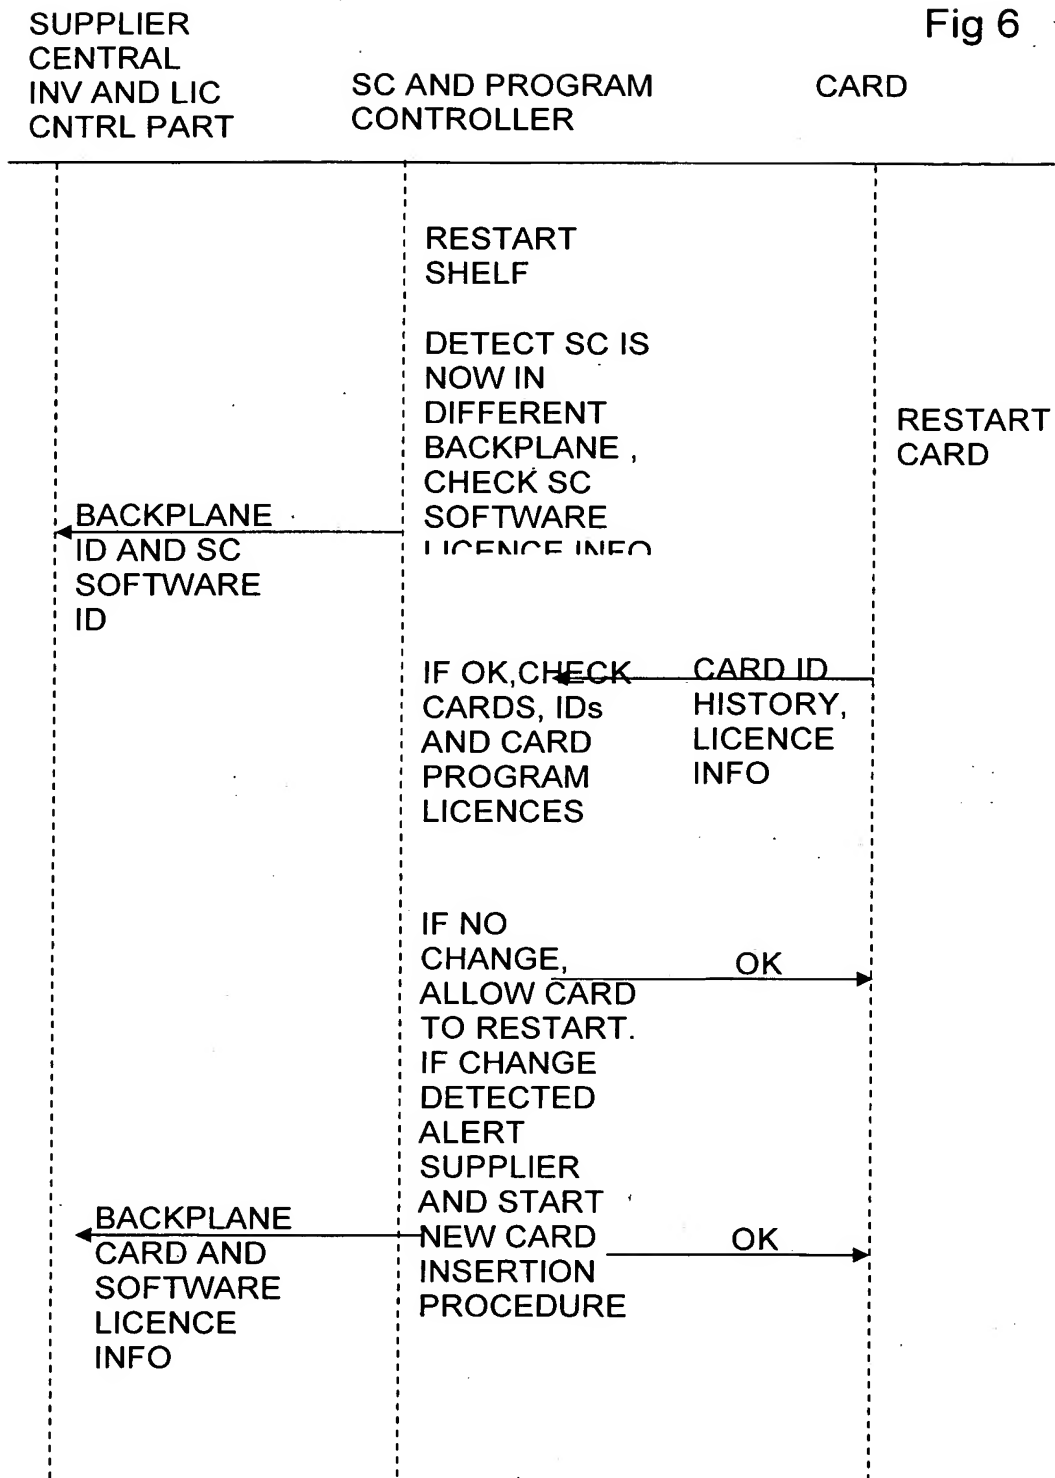 Fig 6
SUPPLIER
CENTRAL
INV AND LIC
CNTRL PART
SC AND PROGRAM
CONTROLLER
CARD
RESTART
SHELF
DETECT SC IS
NOW IN
DIFFERENT
BACKPLANE ,
CHECK SC
SOFTWARE
LICENCE INFO
RESTART
CARD
BACKPLANE
ID AND SC
SOFTWARE
ID
IF OK,CHECK
CARDS, IDs
AND CARD
PROGRAM
LICENCES
CARD ID
HISTORY,
LICENCE
INFO
IF NO
CHANGE,
ALLOW CARD
TO RESTART.
IF CHANGE
DETECTED
ALERT
SUPPLIER
AND START
NEW CARD
INSERTION
PROCEDURE
OK
OK
BACKPLANE
CARD AND
SOFTWARE
LICENCE
INFO